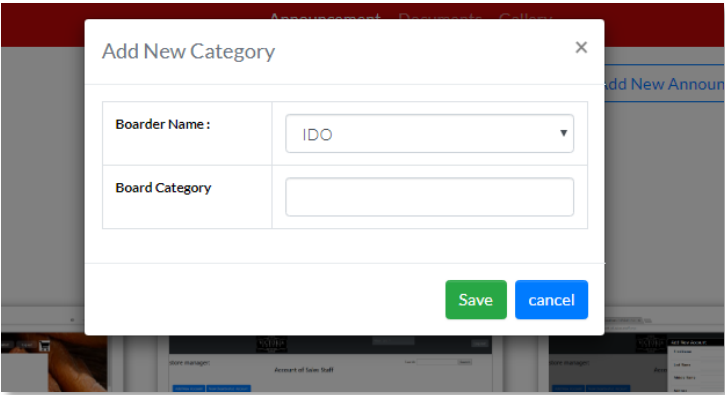 Announcement Documents Gallery
Add New Category ×
Add New Announ
Boarder Name :
IDO
Board Category
Save
cancel
Account of Sales Staff